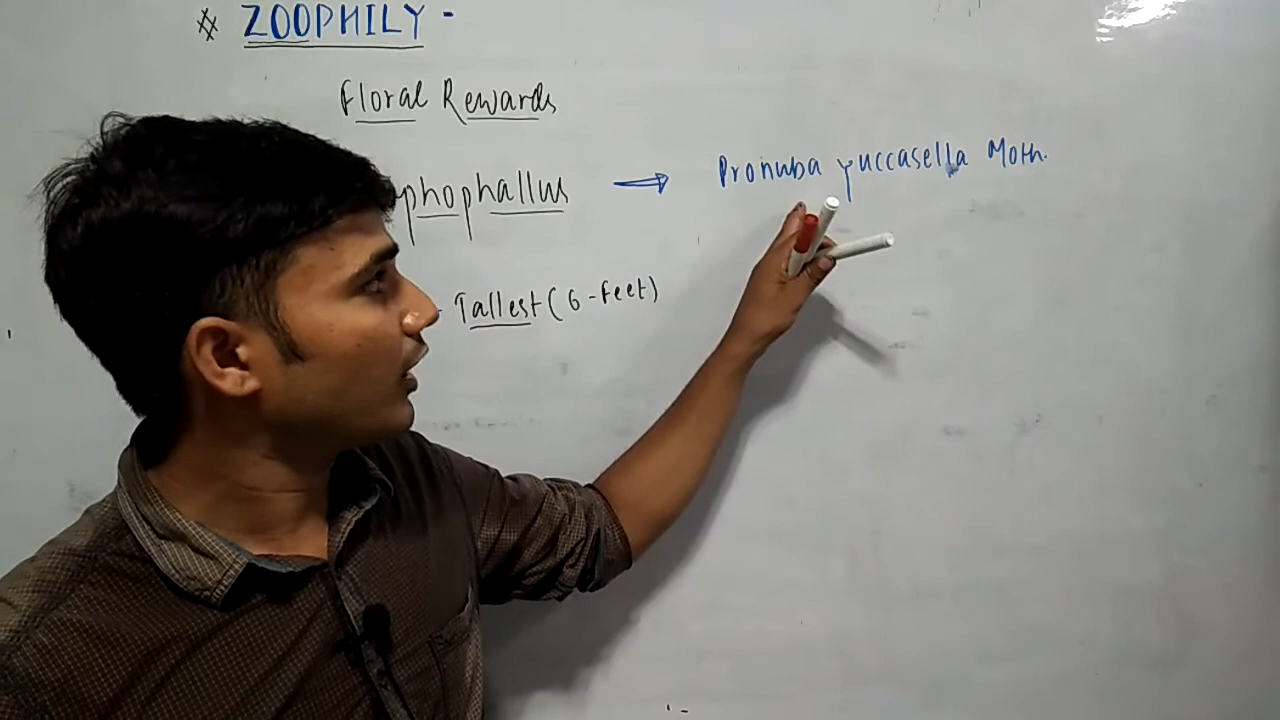 * ZOOPHILY -
Floral Rewards
phophallus → Pronuba yuccasella Moth.
- Tallest (6-feet)